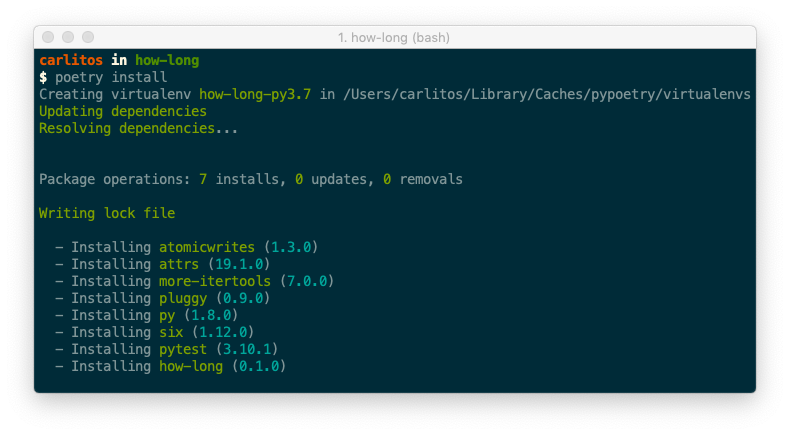 1. how-long (bash)
carlitos in how-long
$ poetry install
Creating virtualenv how-long-py3.7 in /Users/carlitos/Library/Caches/pypoetry/virtualenvs
Updating dependencies
Resolving dependencies...
Package operations: 7 installs, 0 updates, 0 removals
Writing lock file
- Installing atomicwrites (1.3.0)
- Installing attrs (19.1.0)
- Installing more-itertools (7.0.0)
- Installing pluggy (0.9.0)
- Installing py (1.8.0)
- Installing six (1.12.0)
- Installing pytest (3.10.1)
- Installing how-long (0.1.0)